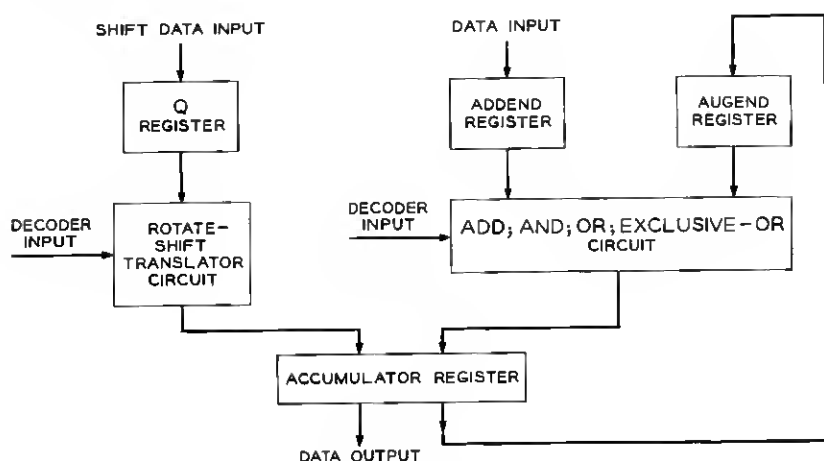 SHIFT DATA INPUT
DATA INPUT
Q
REGISTER
ADDEND
REGISTER
AUGEND
REGISTER
DECODER
INPUT
ROTATE-
SHIFT
TRANSLATOR
CIRCUIT
DECODER
INPUT
ADD; AND; OR; EXCLUSIVE-OR
CIRCUIT
ACCUMULATOR REGISTER
DATA OUTPUT